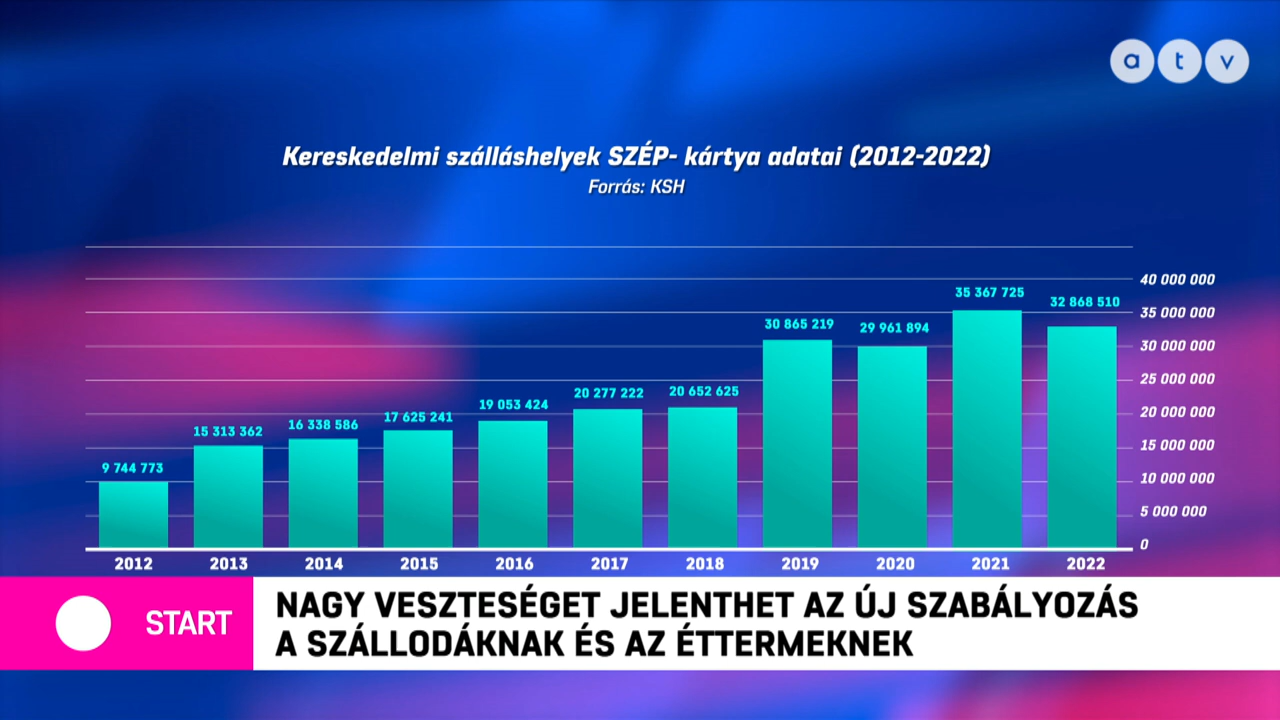 a t v
Kereskedelmi szálláshelyek SZÉP- kártya adatai (2012-2022)
Forrás: KSH
40 000 000
35 000 000
30 000 000
25 000 000
20 000 000
15 000 000
10 000 000
5 000 000
0
9 744 773
15 313 362
16 338 586
17 625 241
19 053 424
20 277 222
20 652 625
30 865 219
29 961 894
35 367 725
32 868 510
2012 2013 2014 2015 2016 2017 2018 2019 2020 2021 2022
START
NAGY VESZTESÉGET JELENTHET AZ ÚJ SZABÁLYOZÁS
A SZÁLLODÁKNAK ÉS AZ ÉTTERMEKNEK